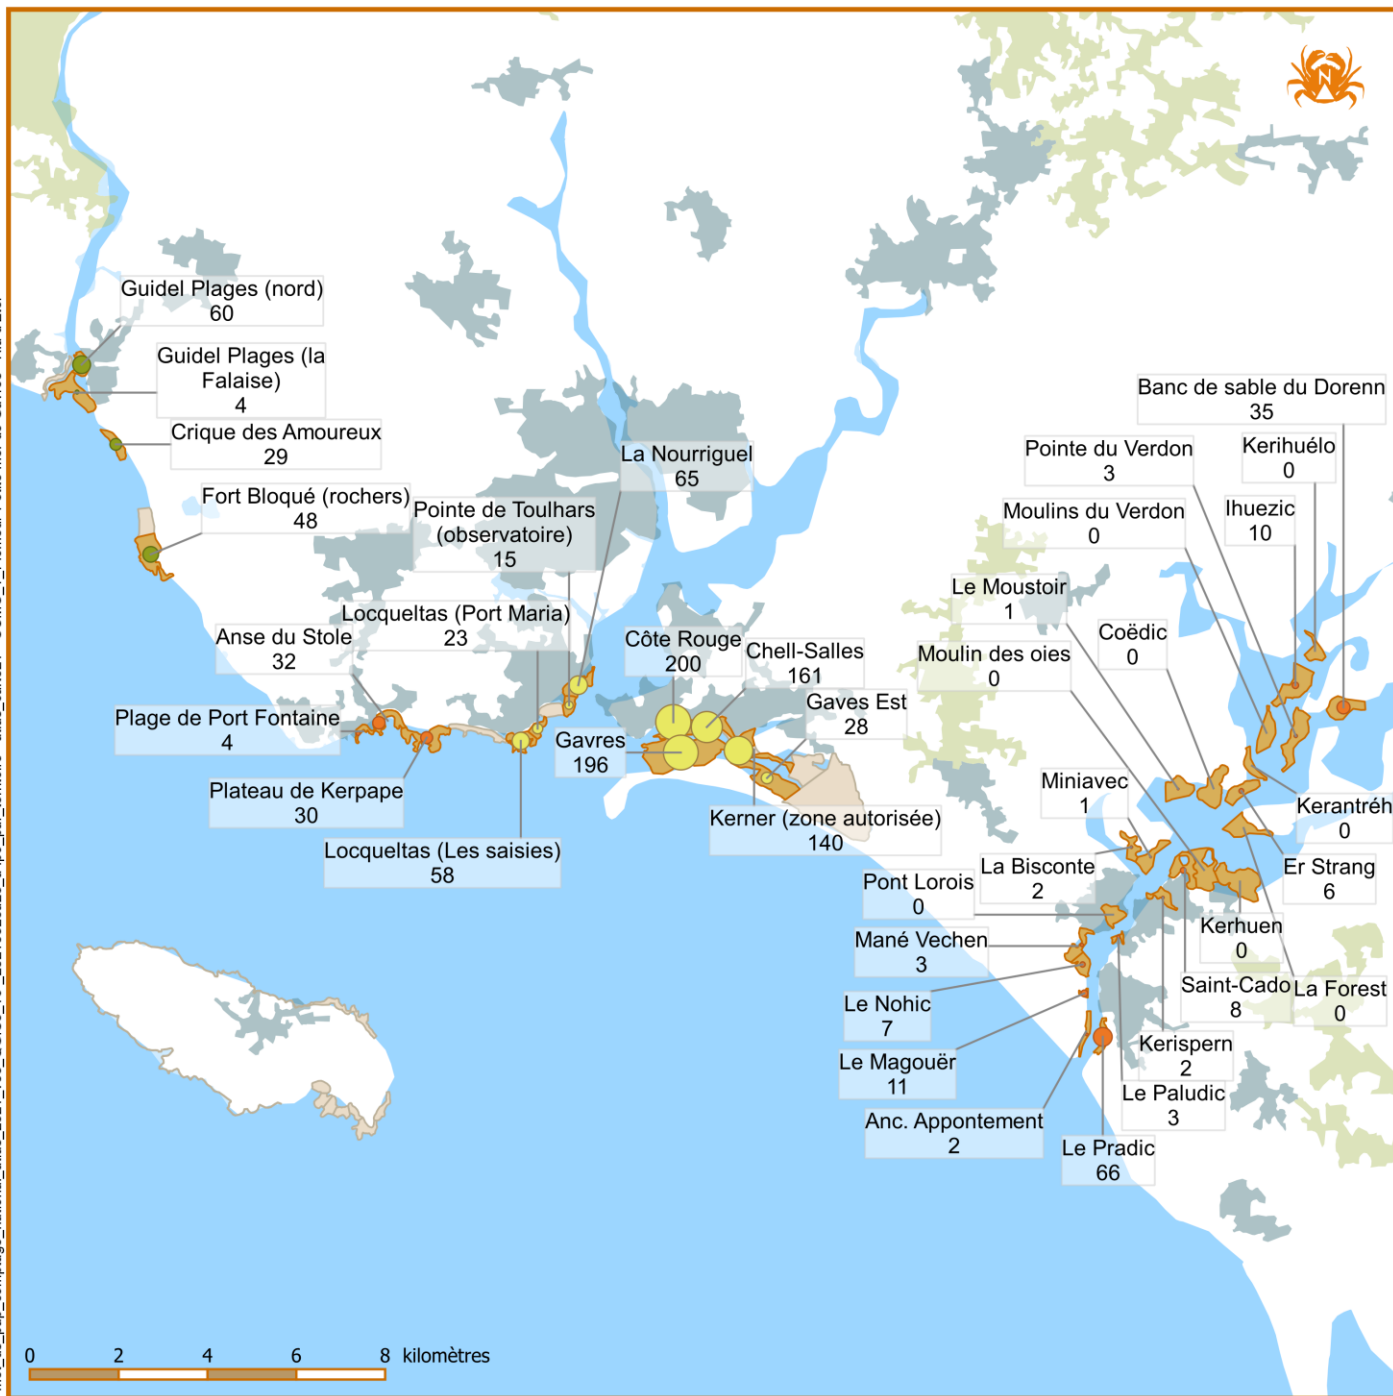 N
Guidel Plages (nord)
60
Guidel Plages (la
Falaise)
4
Crique des Amoureux
29
Fort Bloqué (rochers)
48
Pointe de Toulhars
(observatoire)
15
La Nourriguel
65
Locqueltas (Port Maria)
23
Anse du Stole
32
Plage de Port Fontaine
4
Plateau de Kerpape
30
Locqueltas (Les saisies)
58
Côte Rouge
200
Chell-Salles
161
Gaves Est
28
Gavres
196
Kerner (zone autorisée)
140
Banc de sable du Dorenn
35
Pointe du Verdon
3
Kerihuélo
0
Ihuezic
10
Moulins du Verdon
0
Le Moustoir
1
Coëdic
0
Moulin des oies
0
Miniavec
1
Kerantréh
0
La Bisconte
2
Er Strang
6
Pont Lorois
0
Kerhuen
0
Mané Vechen
3
Saint-Cado
8
La Forest
0
Le Nohic
7
Kerispern
2
Le Magouër
11
Le Paludic
3
Anc. Appontement
2
Le Pradic
66
0 2 4 6 8 kilomètres